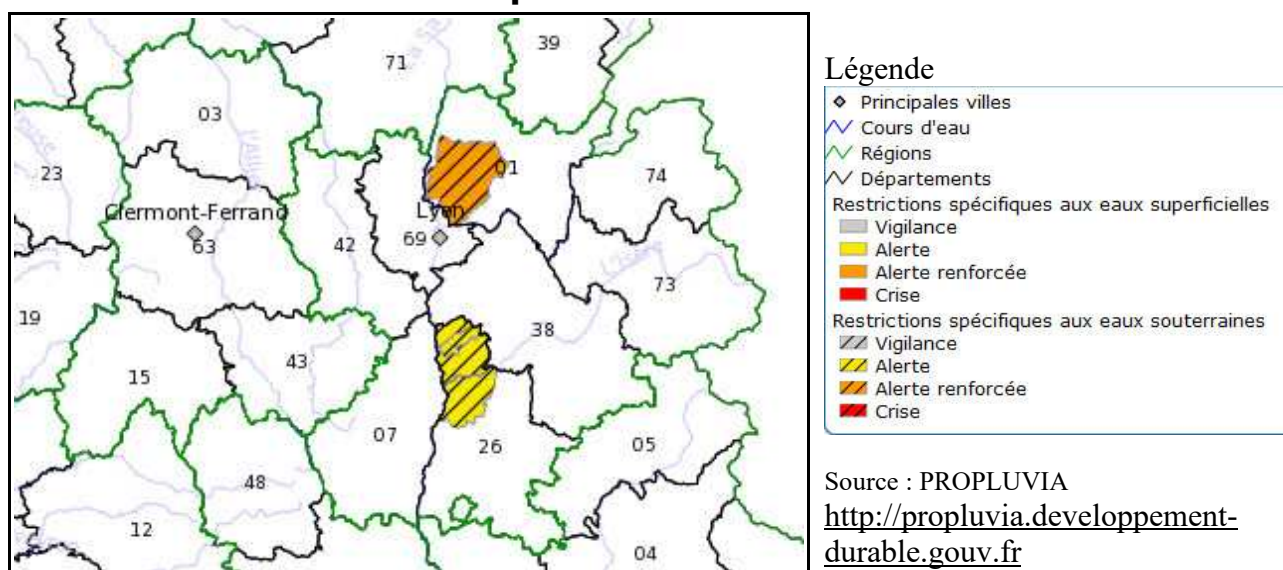 71
39
03
01
23
74
Clermont-Ferrand
Lyon
69
63
42
73
19
38
43
15
07
26
05
48
12
04
Légende
Principales villes
Cours d'eau
Régions
Départements
Restrictions spécifiques aux eaux superficielles
Vigilance
Alerte
Alerte renforcée
Crise
Restrictions spécifiques aux eaux souterraines
Vigilance
Alerte
Alerte renforcée
Crise
Source : PROPLUVIA
http://propluvia.developpement-
durable.gouv.fr